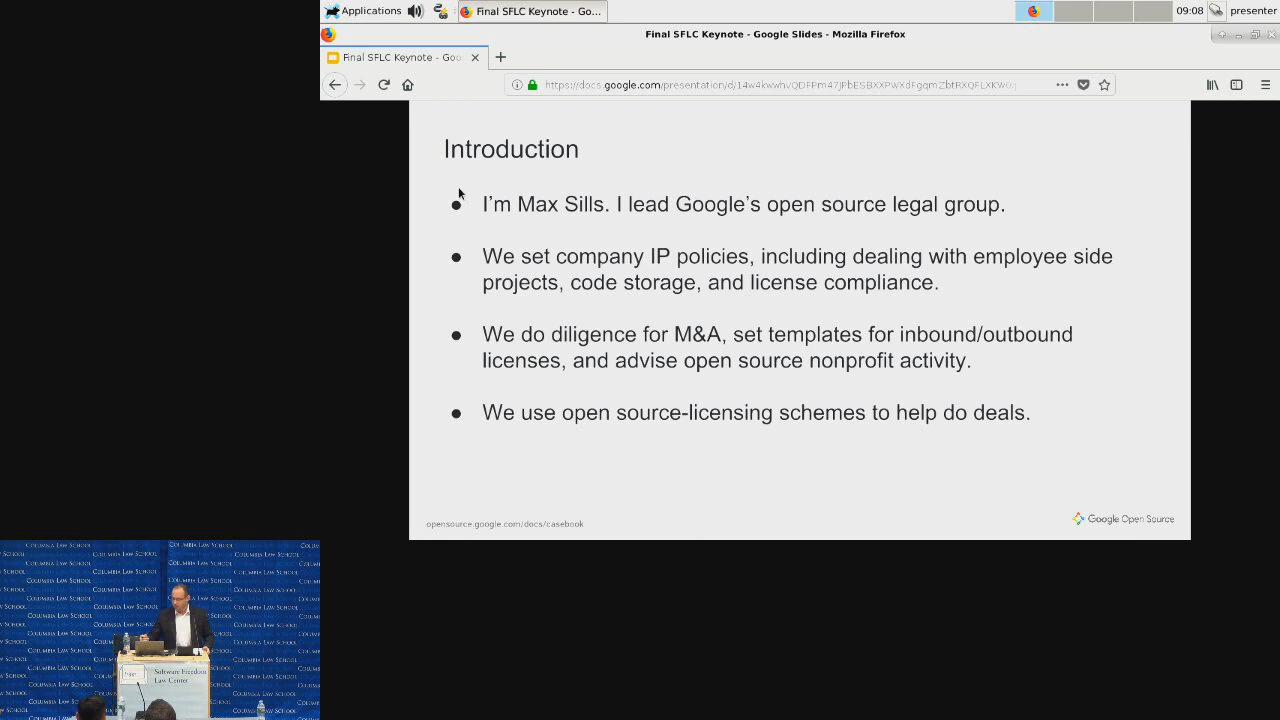 Applications
Final SFLC Keynote - Go...
09:08
presenter
Final SFLC Keynote - Google Slides - Mozilla Firefox
Final SFLC Keynote - Goo
Introduction
I'm Max Sills. I lead Google's open source legal group.
We set company IP policies, including dealing with employee side
projects, code storage, and license compliance.
We do diligence for M&A, set templates for inbound/outbound
licenses, and advise open source nonprofit activity.
We use open source-licensing schemes to help do deals.
opensource.google.com/docs/casebook
Google Open Source
COLUMBIA LAW SCHOOL
Software Freedom
Law Center